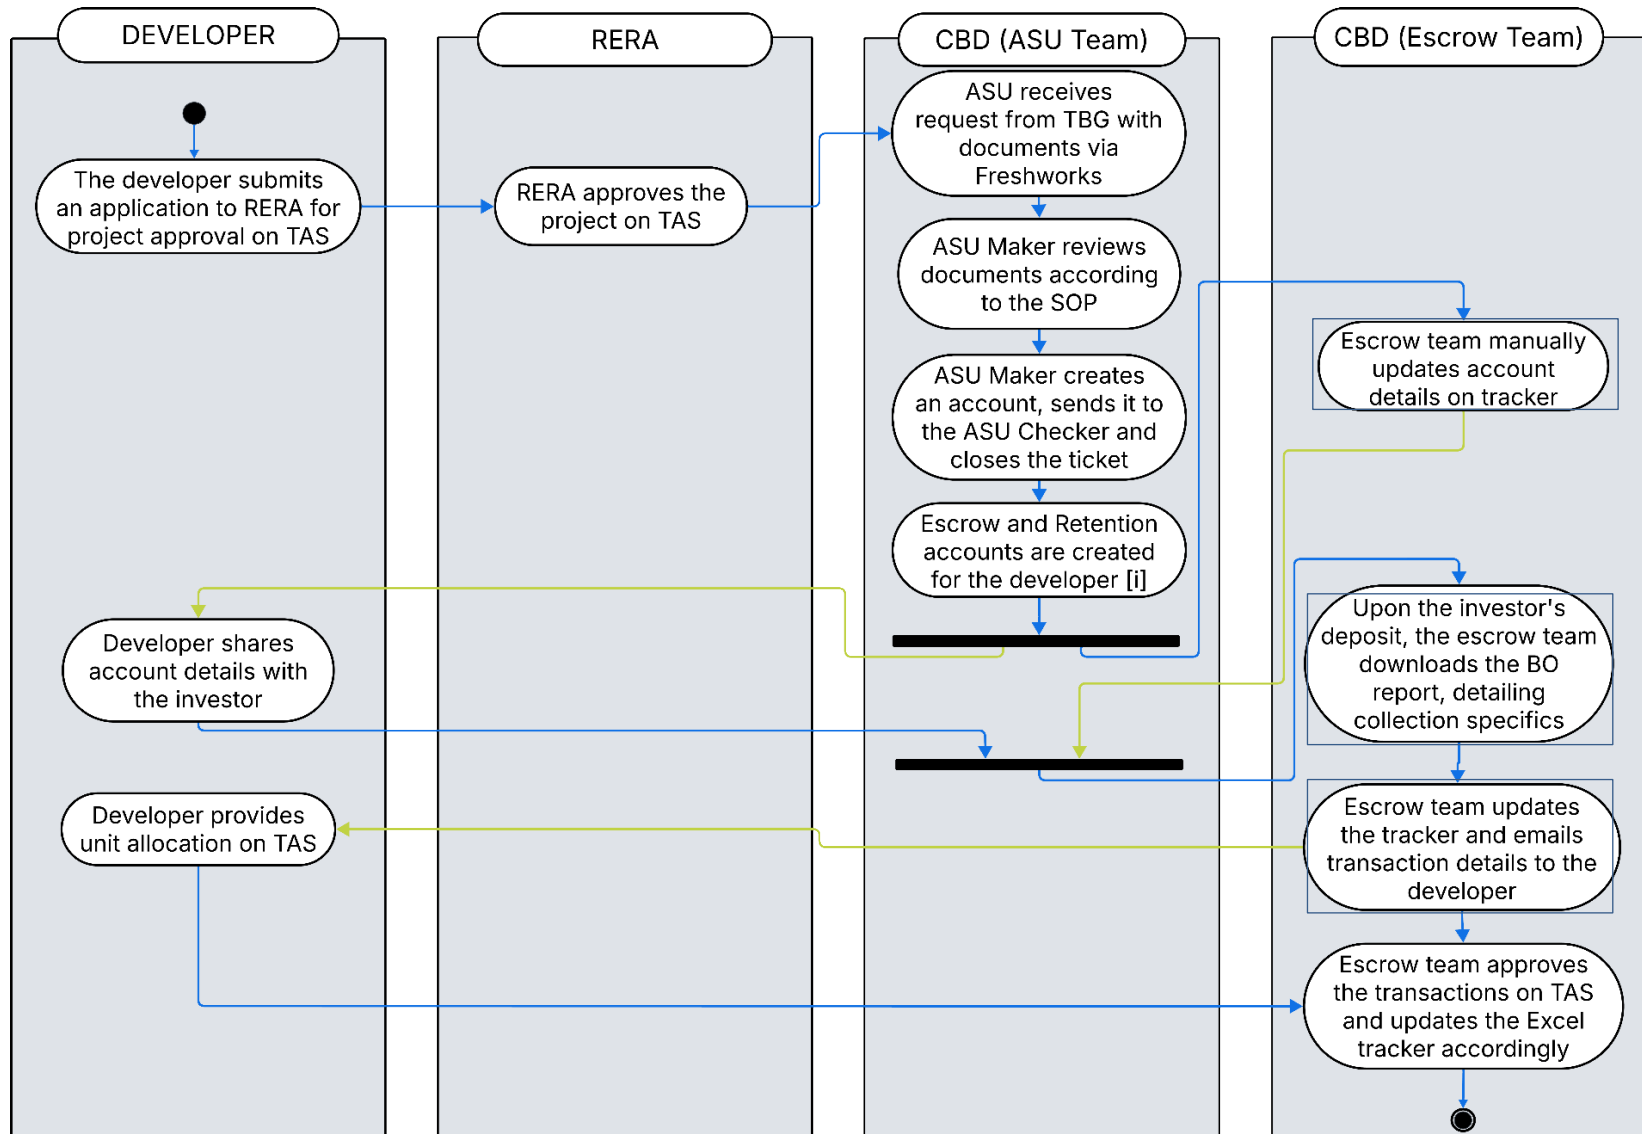 DEVELOPER
RERA
CBD (ASU Team)
CBD (Escrow Team)
The developer submits
an application to RERA for
project approval on TAS
RERA approves the
project on TAS
ASU receives
request from TBG with
documents via
Freshworks
ASU Maker reviews
documents according
to the SOP
ASU Maker creates
an account, sends it to
the ASU Checker and
closes the ticket
Escrow and Retention
accounts are created
for the developer [i]
Escrow team manually
updates account
details on tracker
Developer shares
account details with
the investor
Upon the investor's
deposit, the escrow team
downloads the BO
report, detailing
collection specifics
Escrow team updates
the tracker and emails
transaction details to the
developer
Developer provides
unit allocation on TAS
Escrow team approves
the transactions on TAS
and updates the Excel
tracker accordingly